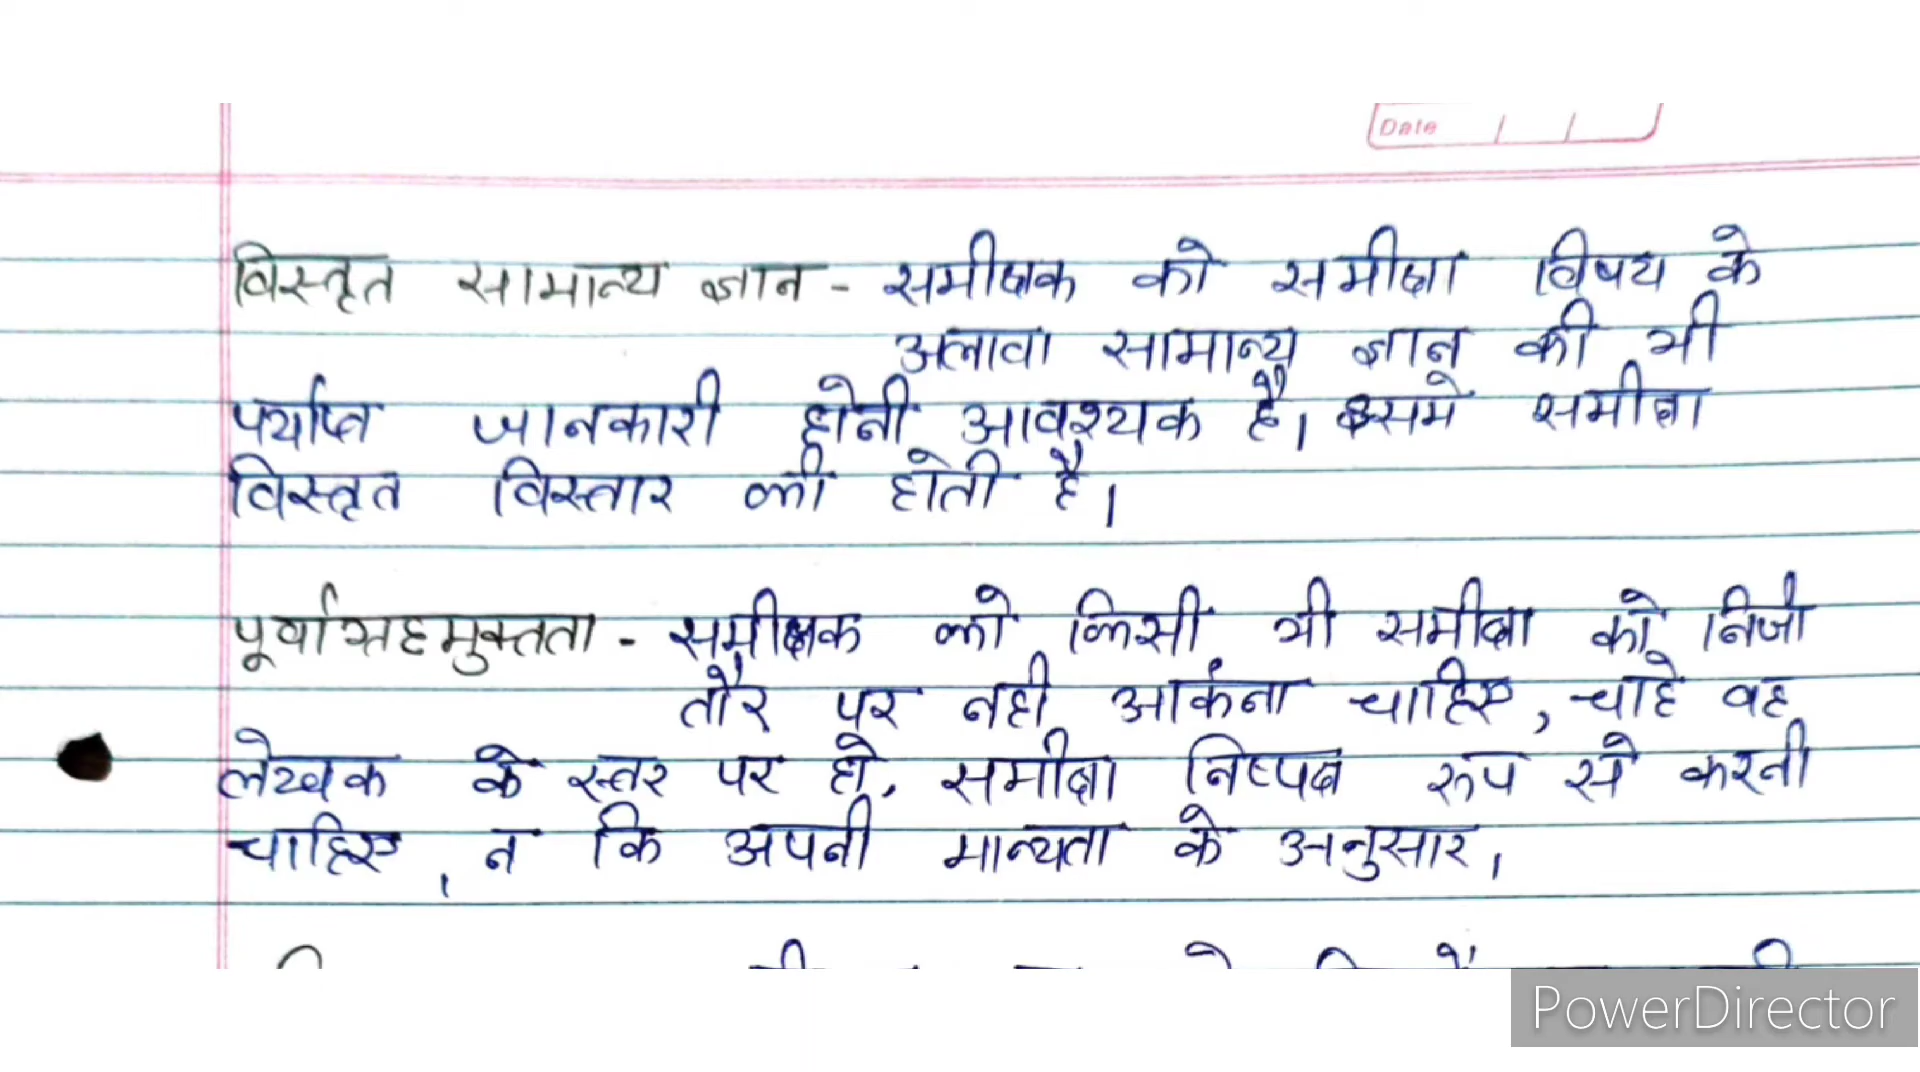 Date
विस्तृत सामान्य ज्ञान - समीक्षक को समीक्षा विषय के
अलावा सामान्य ज्ञान की भी
पर्याप्त जानकारी होनी आवश्यक है। इसमे समीक्षा
विस्तृत विस्तार की होती है।
पूर्वाग्रहमुक्तता - समीक्षक को किसी भी समीक्षा को निजी
तौर पर नही आकंना चाहिए, चाहे वह
लेखक के स्तर पर हो, समीक्षा निष्पक्ष रूप से करनी
चाहिए, न कि अपनी मान्यता के अनुसार।
PowerDirector